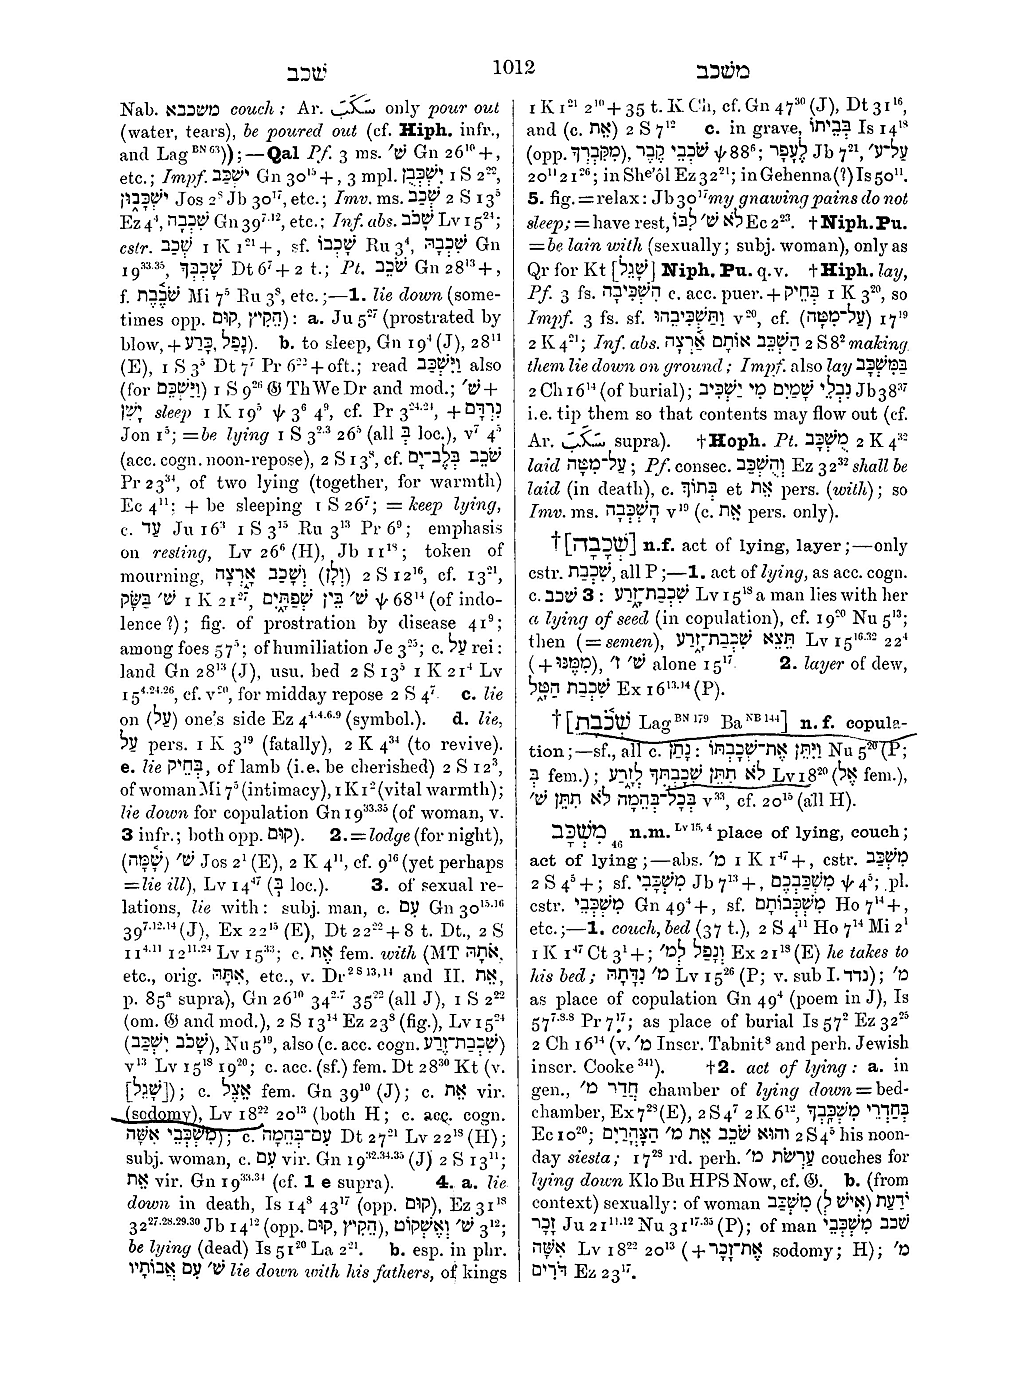 שׁכב
1012
משׁכב
Nab. משכבא couch: Ar. سَكَبَ only pour out
(water, tears), be poured out (cf. Hiph. infr.,
and Lag BN 63));—Qal Pf. 3 ms. שׁ׳ Gn 26¹⁰+,
etc.; Impf. יִשְׁכַּב Gn 30¹⁵+, 3 mpl. יִשְׁכְּבֻן 1 S 2²²,
יִשְׁכָּבוּן Jos 2⁸ Jb 30¹⁷, etc.; Imv. ms. שְׁכַב 2 S 13⁵
Ez 4⁴, שִׁכְבָה Gn 39⁷·¹², etc.; Inf. abs. שָׁכֹב Lv 15²⁴;
cstr. שְׁכַב 1 K 1²¹+, sf. שָׁכְבוֹ Ru 3⁴, שִׁכְבָהּ Gn
19³³·³⁵, שָׁכְבְּךָ Dt 6⁷+2 t.; Pt. שֹׁכֵב Gn 28¹³+,
f. שֹׁכֶבֶת Mi 7⁵ Ru 3⁸, etc.;—1. lie down (some-
times opp. קוּם, הֵקִיץ): a. Ju 5²⁷ (prostrated by
blow, + נָפַל, כָּרַע). b. to sleep, Gn 19⁴ (J), 28¹¹
(E), 1 S 3⁵ Dt 7⁷ Pr 6²²+oft.; read וַיִּשְׁכַּב also
(for וַיַּשְׁכֵּם) 1 S 9²⁶ 𝔊 Th We Dr and mod.; שׁ׳ +
יָשֵׁן sleep 1 K 19⁵ ψ 3⁶ 4⁹, cf. Pr 3²⁴·²⁴, + נִרְדַּם
Jon 1⁵; =be lying 1 S 3²·³ 26⁵ (all בְּ loc.), v⁷ 4⁵
(acc. cogn. noon-repose), 2 S 13⁸, cf. שֹׁכֵב בְּלֶב־יָם
Pr 23³⁴, of two lying (together, for warmth)
Ec 4¹¹; + be sleeping 1 S 26⁷; = keep lying,
c. עַד Ju 16³ 1 S 3¹⁵ Ru 3¹³ Pr 6⁹; emphasis
on resting, Lv 26⁶ (H), Jb 11¹⁸; token of
mourning, וְשָׁכַב אָרְצָה (וְלָן) 2 S 12¹⁶, cf. 13³¹,
שׁ׳ בַּשָּׂק 1 K 21²⁷, שׁ׳ בֵּין שְׁפַתָּיִם ψ 68¹⁴ (of indo-
lence?); fig. of prostration by disease 41⁹;
among foes 57⁵; of humiliation Je 3²⁵; c. עַל rei:
land Gn 28¹³ (J), usu. bed 2 S 13⁵ 1 K 21⁴ Lv
15⁴·²⁴·²⁶, cf. v²⁰, for midday repose 2 S 4⁷. c. lie
on (עַל) one's side Ez 4⁴·⁴·⁶·⁹ (symbol.). d. lie,
עַל pers. 1 K 3¹⁹ (fatally), 2 K 4³⁴ (to revive).
e. lie בְּחֵיק, of lamb (i.e. be cherished) 2 S 12³,
of woman Mi 7⁵ (intimacy), 1 K 1² (vital warmth);
lie down for copulation Gn 19³³·³⁵ (of woman, v.
3 infr.; both opp. קוּם). 2. = lodge (for night),
שׁ׳ (שָׁמָּה) Jos 2¹ (E), 2 K 4¹¹, cf. 9¹⁶ (yet perhaps
= lie ill), Lv 14⁴⁷ (בְּ loc.). 3. of sexual re-
lations, lie with: subj. man, c. עִם Gn 30¹⁵·¹⁶
39⁷·¹²·¹⁴ (J), Ex 22¹⁵ (E), Dt 22²²+8 t. Dt., 2 S
11⁴·¹¹ 12¹¹·²⁴ Lv 15³³; c. אֵת fem. with (MT אֹתָהּ,
etc., orig. אִתָּהּ, etc., v. Dr 2 S 13, 14 and II. אֵת,
p. 85ᵃ supra), Gn 26¹⁰ 34²·⁷ 35²² (all J), 1 S 2²²
(om. 𝔊 and mod.), 2 S 13¹⁴ Ez 23⁸ (fig.), Lv 15²⁴
(שָׁכֹב יִשְׁכַּב), Nu 5¹⁹, also (c. acc. cogn. שִׁכְבַת־זֶרַע)
v¹³ Lv 15¹⁸ 19²⁰; c. acc. (sf.) fem. Dt 28³⁰ Kt (v.
[שָׁגַל]); c. אֵצֶל fem. Gn 39¹⁰ (J); c. אֵת vir.
(sodomy), Lv 18²² 20¹³ (both H; c. acc. cogn.
מִשְׁכְּבֵי אִשָּׁה); c. עִם־בְּהֵמָה Dt 27²¹ Lv 22¹⁸ (H);
subj. woman, c. עִם vir. Gn 19³²·³⁴·³⁵ (J) 2 S 13¹¹;
אֵת vir. Gn 19³³·³⁴ (cf. 1 e supra). 4. a. lie
down in death, Is 14⁸ 43¹⁷ (opp. קוּם), Ez 31¹⁸
32²⁷·²⁸·²⁹·³⁰ Jb 14¹² (opp. קוּם, הֵקִיץ), שׁ׳ וְאֶשְׁקוֹט 3¹³;
be lying (dead) Is 51²⁰ La 2²¹. b. esp. in phr.
שׁ׳ עִם אֲבוֹתָיו lie down with his fathers, of kings
1 K 1²¹ 2¹⁰+35 t. K Ch, cf. Gn 47³⁰ (J), Dt 31¹⁶,
and (c. אֵת) 2 S 7¹² c. in grave, בְּבֵיתוֹ Is 14¹⁸
(opp. מִקִּבְרְךָ), שֹׁכְבֵי קֶבֶר ψ 88⁶; לֶעָפָר Jb 7²¹, עַל־ע׳
20¹¹ 21²⁶; in She'ôl Ez 32²¹; in Gehenna (?) Is 50¹¹.
5. fig. = relax: Jb 30¹⁷ my gnawing pains do not
sleep; = have rest, לֹא שׁ׳ לִבּוֹ Ec 2²³. †Niph.Pu.
=be lain with (sexually; subj. woman), only as
Qr for Kt [שָׁגַל] Niph. Pu. q.v. †Hiph. lay,
Pf. 3 fs. הִשְׁכִּיבָה c. acc. puer. + בְּחֵיק 1 K 3²⁰, so
Impf. 3 fs. sf. וַתַּשְׁכִּיבֵהוּ v²⁰, cf. (עַל־מִטָּה) 17¹⁹
2 K 4²¹; Inf. abs. הַשְׁכֵּב אוֹתָם אַרְצָה 2 S 8² making
them lie down on ground; Impf. also lay בַּמִּשְׁכָּב
2 Ch 16¹⁴ (of burial); נִבְלֵי שָׁמַיִם מִי יַשְׁכִּיב Jb 38³⁷
i.e. tip them so that contents may flow out (cf.
Ar. سَكَبَ supra). †Hoph. Pt. מֻשְׁכָּב 2 K 4³²
laid עַל־מִטָּה; Pf. consec. וְהֻשְׁכַּב Ez 32³² shall be
laid (in death), c. בְּתוֹךְ et אֵת pers. (with); so
Imv. ms. הָשְׁכְּבָה v¹⁹ (c. אֵת pers. only).
†[שְׁכָבָה] n.f. act of lying, layer;—only
cstr. שִׁכְבַת, all P;—1. act of lying, as acc. cogn.
c. שׁכב 3: שִׁכְבַת־זֶרַע Lv 15¹⁸ a man lies with her
a lying of seed (in copulation), cf. 19²⁰ Nu 5¹³;
then (= semen), תֵּצֵא שִׁכְבַת־זֶרַע Lv 15¹⁶·³² 22⁴
(+ מִמֶּנּוּ), שׁ׳ ז׳ alone 15¹⁷. 2. layer of dew,
שִׁכְבַת הַטַּל Ex 16¹³·¹⁴ (P).
†[שְׁכֹבֶת Lag BN 179 Ba NB 144] n. f. copula-
tion;—sf., all c. נָתַן: וַיִּתֵּן אֶת־שְׁכָבְתּוֹ Nu 5²⁰ (P;
בְּ fem.); לֹא תִתֵּן שְׁכָבְתְּךָ לְזָרַע Lv 18²⁰ (אֶל fem.),
בְּכָל־בְּהֵמָה לֹא תִתֵּן שׁ׳ v²³, cf. 20¹⁵ (all H).
מִשְׁכָּב 46 n.m. Lv 15, 4 place of lying, couch;
act of lying;—abs. מ׳ 1 K 1⁴⁷+, cstr. מִשְׁכַּב
2 S 4⁵+; sf. מִשְׁכָּבִי Jb 7¹³+, מִשְׁכַּבְכֶם ψ 4⁵; pl.
cstr. מִשְׁכְּבֵי Gn 49⁴+, sf. מִשְׁכְּבוֹתָם Ho 7¹⁴+,
etc.;—1. couch, bed (37 t.), 2 S 4¹¹ Ho 7¹⁴ Mi 2¹
1 K 1⁴⁷ Ct 3¹+; וְנָפַל לְמ׳ Ex 21¹⁸ (E) he takes to
his bed; מ׳ נִדָּתָהּ Lv 15²⁶ (P; v. sub I. נדד); מ׳
as place of copulation Gn 49⁴ (poem in J), Is
57⁷·⁸·⁸ Pr 7¹⁷; as place of burial Is 57² Ez 32²⁵
2 Ch 16¹⁴ (v. מ׳ Inscr. Tabnit⁸ and perh. Jewish
inscr. Cooke ³⁴¹). †2. act of lying: a. in
gen., חֲדַר מ׳ chamber of lying down = bed-
chamber, Ex 7²⁸ (E), 2 S 4⁷ 2 K 6¹², בְּחַדְרֵי מִשְׁכָּבְךָ
Ec 10²⁰; וְהוּא שֹׁכֵב אֵת מ׳ הַצָּהֳרָיִם 2 S 4⁵ his noon-
day siesta; 17²⁸ rd. perh. עַרְשֹׂת מ׳ couches for
lying down Klo Bu HPS Now, cf. 𝔊. b. (from
context) sexually: of woman יֹדַעַת (אִישׁ לְ) מִשְׁכַּב
זָכָר Ju 21¹¹·¹² Nu 31¹⁷·³⁵ (P); of man שׁכב מִשְׁכְּבֵי
אִשָּׁה Lv 18²² 20¹³ (+ אֶת־זָכָר sodomy; H); מ׳
דֹּדִים Ez 23¹⁷.